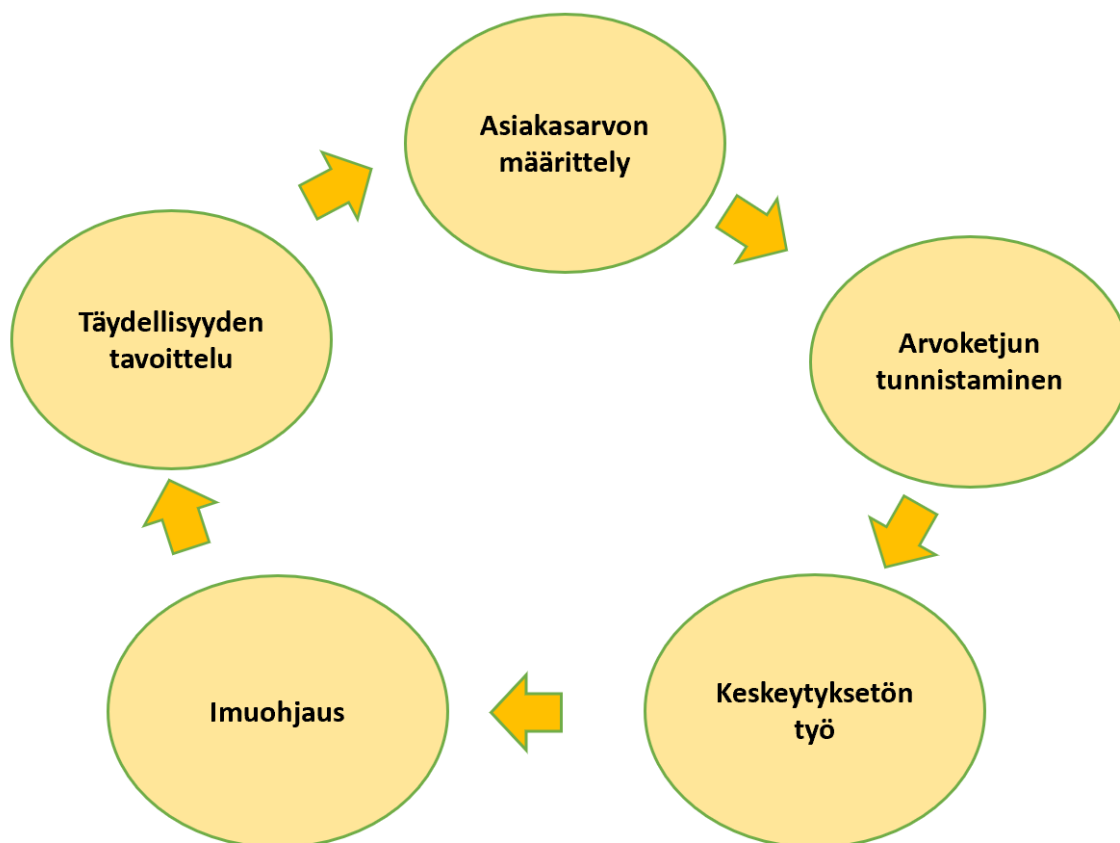 Asiakasarvon
määrittely
Arvoketjun
tunnistaminen
Keskeytyksetön
työ
Imuohjaus
Täydellisyyden
tavoittelu